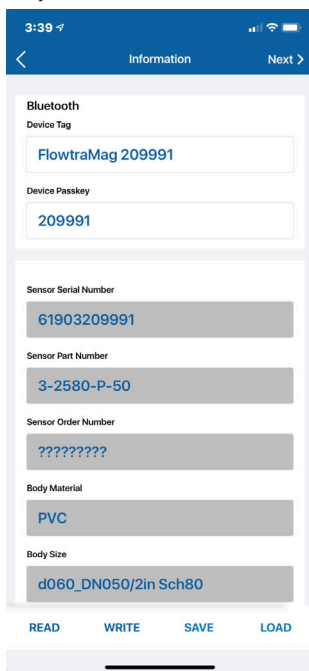 3:39
Information
Next
Bluetooth
Device Tag
FlowtraMag 209991
Device Passkey
209991
Sensor Serial Number
61903209991
Sensor Part Number
3-2580-P-50
Sensor Order Number
?????????
Body Material
PVC
Body Size
d060_DN050/2in Sch80
READ WRITE SAVE LOAD